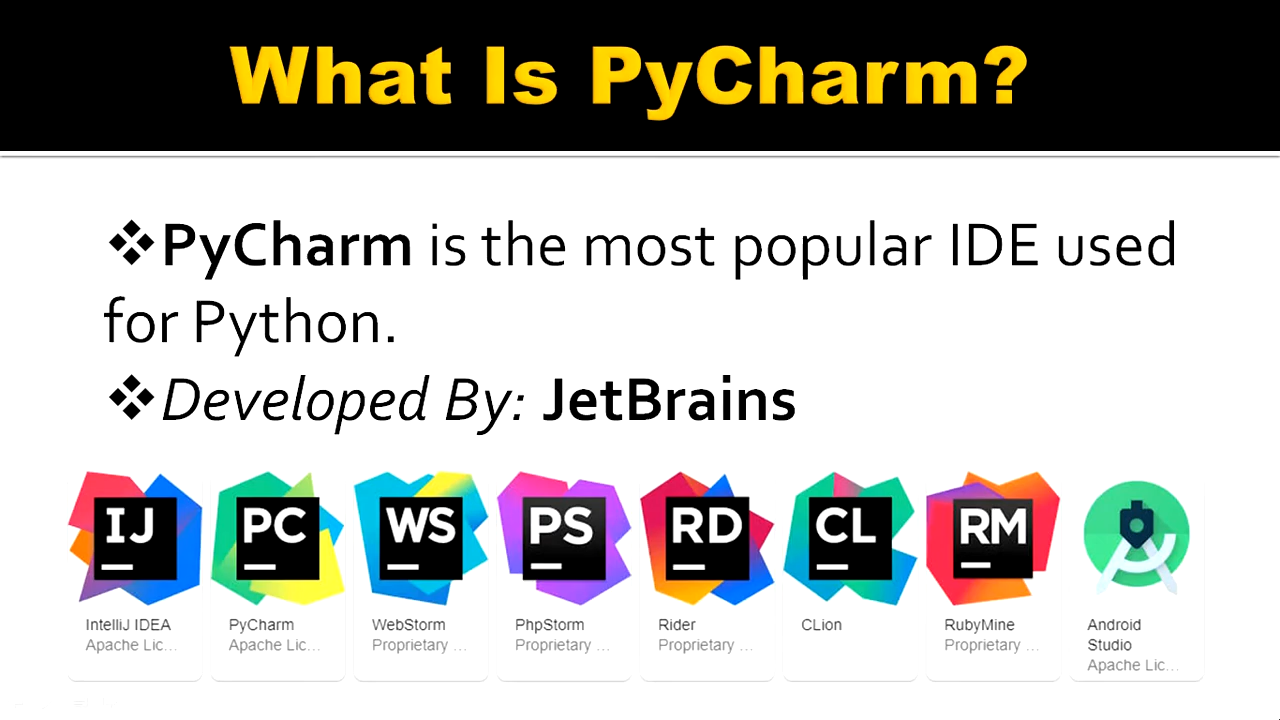 What Is PyCharm?
❖PyCharm is the most popular IDE used
for Python.
❖Developed By: JetBrains
IJ PC WS PS RD CL RM
IntelliJ IDEA PyCharm WebStorm PhpStorm Rider CLion RubyMine Android
Studio
Apache Lic... Apache Lic... Proprietary ... Proprietary ... Proprietary ... Proprietary ... Apache Lic...